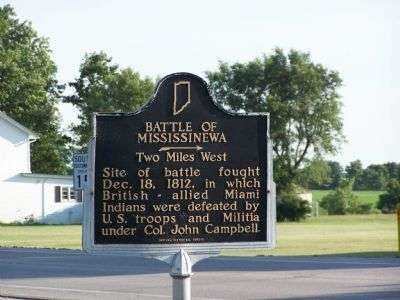 BATTLE OF
MISSISSINEWA
Two Miles West
Site of battle fought
Dec. 18, 1812, in which
British - allied Miami
Indians were defeated by
U.S. troops and Militia
under Col. John Campbell.
SOUTH